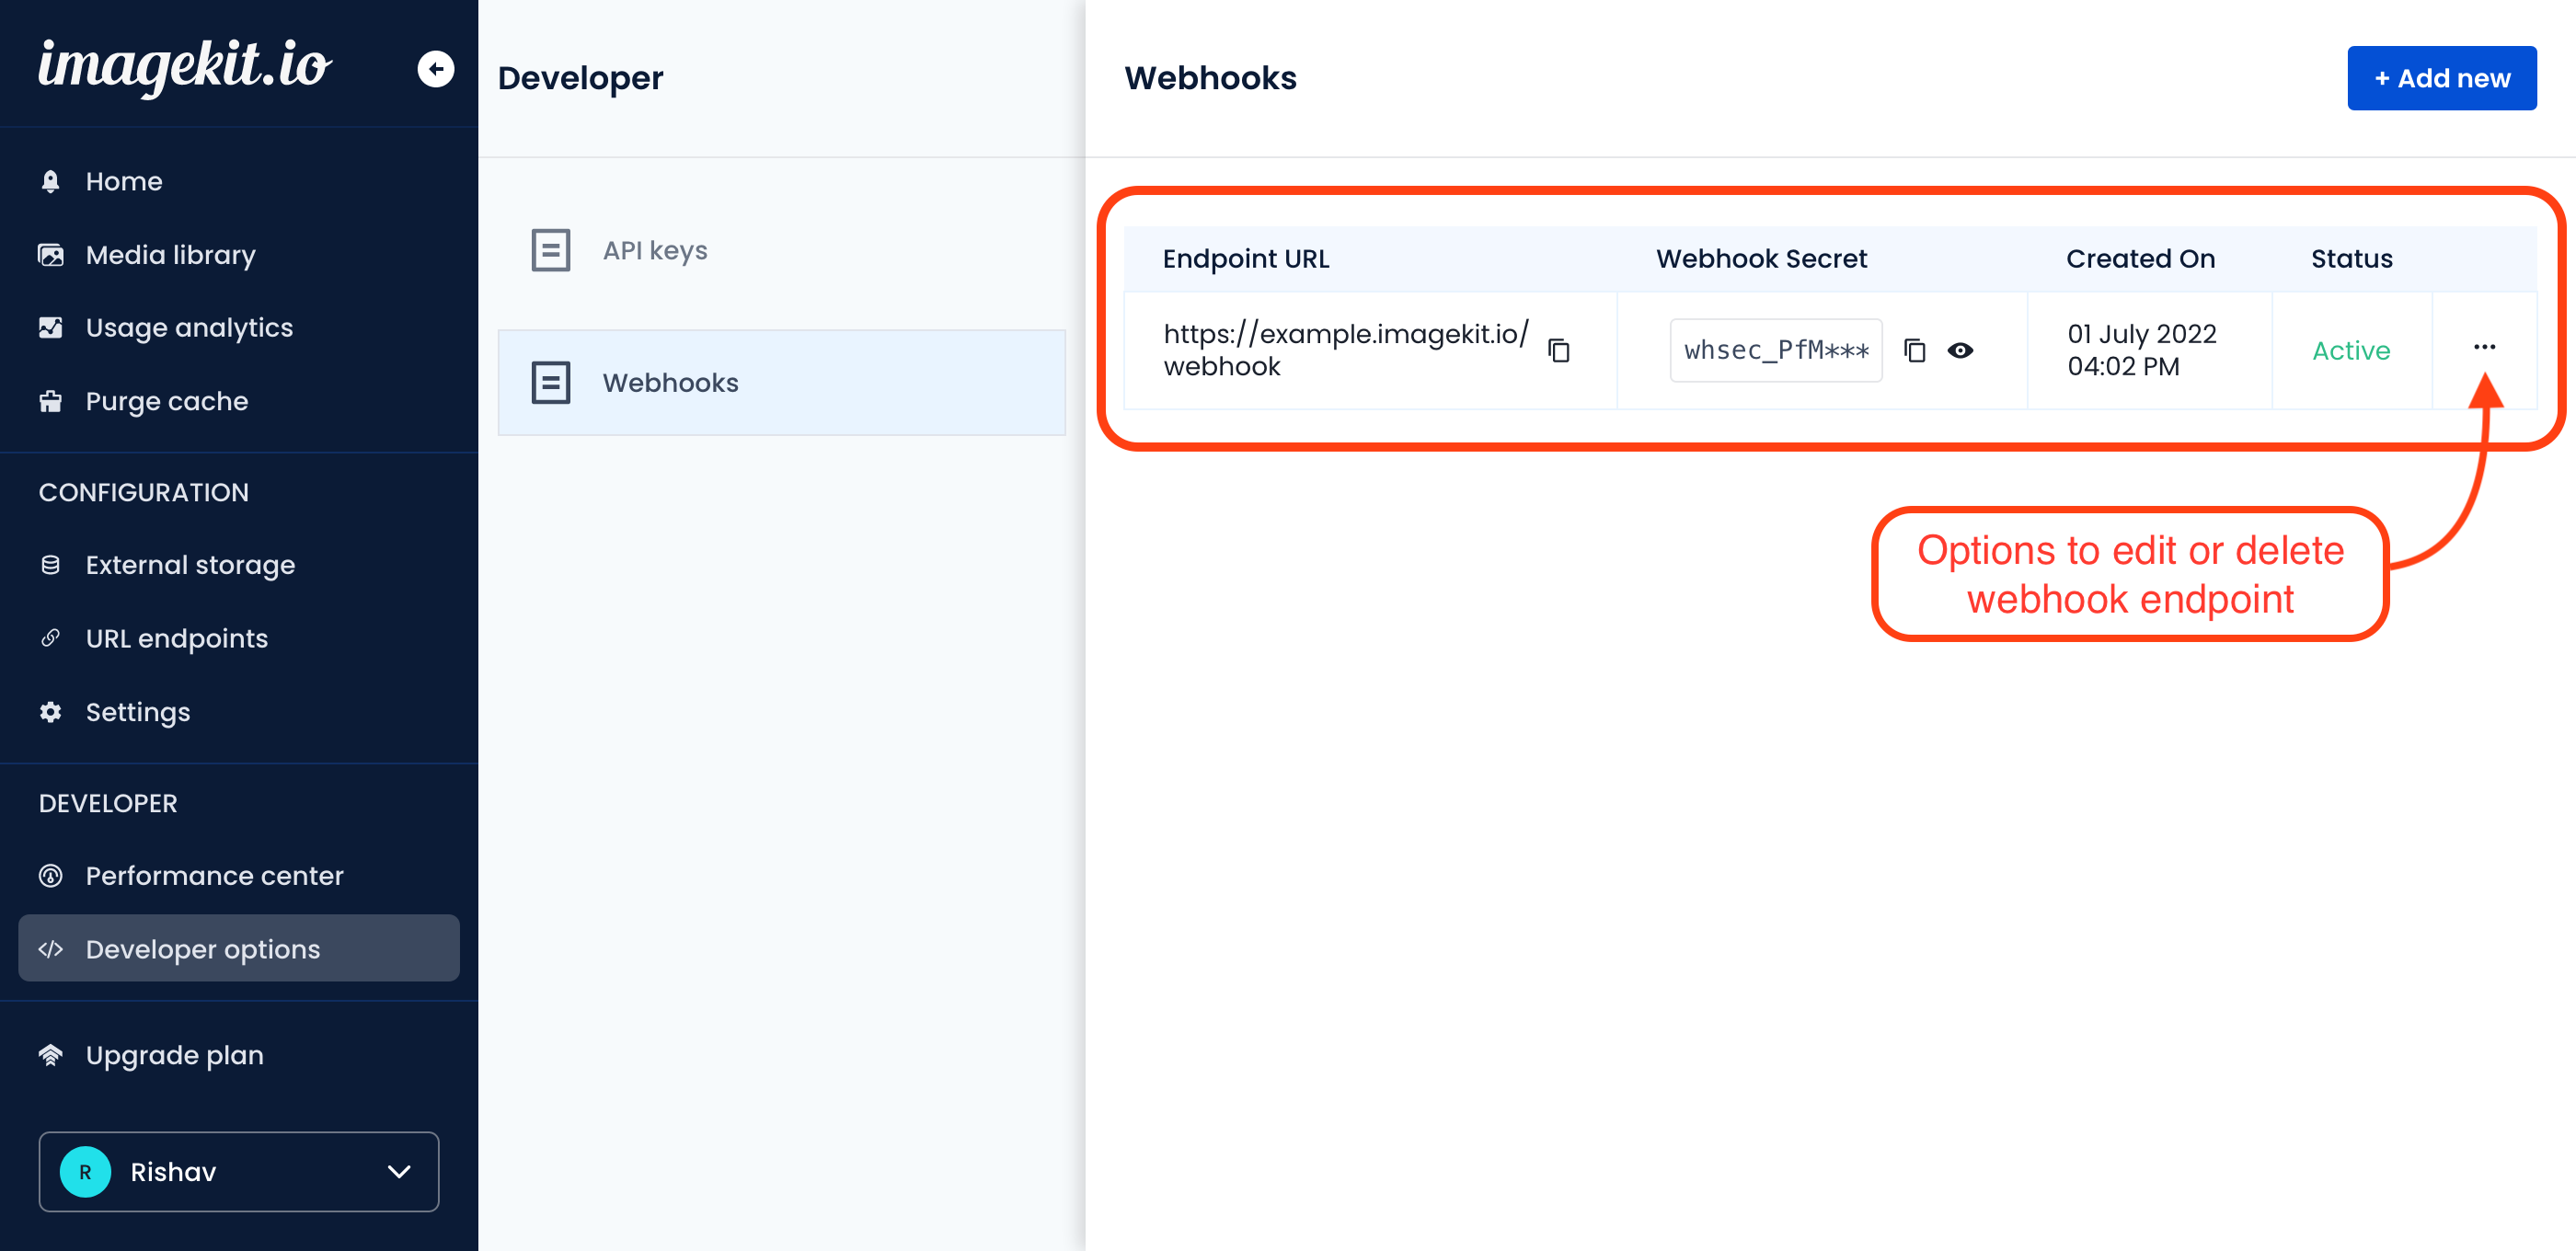 imagekit.io
Home
Media library
Usage analytics
Purge cache
CONFIGURATION
External storage
URL endpoints
Settings
DEVELOPER
Performance center
</> Developer options
Upgrade plan
R Rishav
Developer
API keys
Webhooks
Webhooks
+ Add new
Endpoint URL Webhook Secret Created On Status
https://example.imagekit.io/
webhook
whsec_PfM***
01 July 2022
04:02 PM
Active
...
Options to edit or delete
webhook endpoint